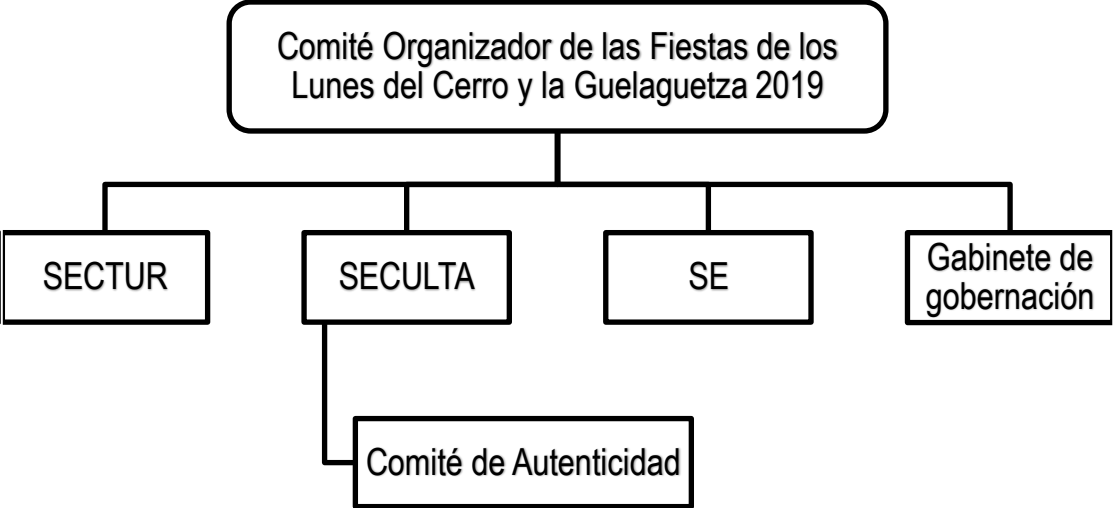 Comité Organizador de las Fiestas de los
Lunes del Cerro y la Guelaguetza 2019
SECTUR
SECULTA
SE
Gabinete de
gobernación
Comité de Autenticidad